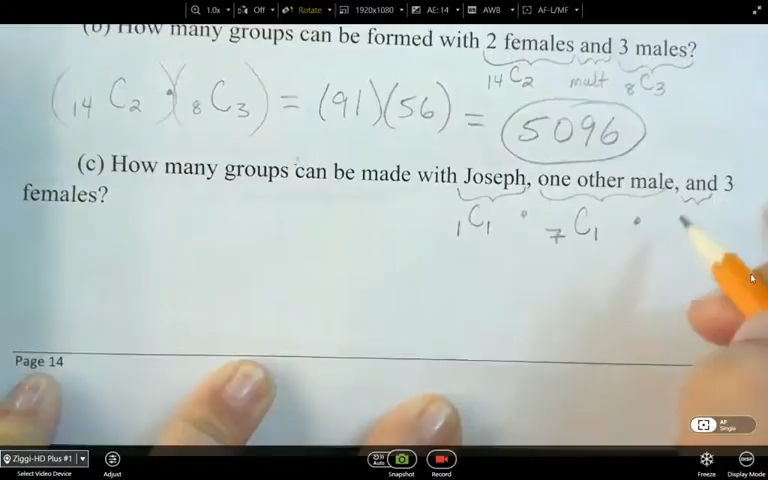 1.0x Off Rotate 1920x1080 AE: 14 AWB AF-L/MF
(b) How many groups can be formed with 2 females and 3 males?
14C2 mult 8C3
(14C2 · 8C3) = (91)(56) = 5096
(c) How many groups can be made with Joseph, one other male, and 3
females?
1C1 · 7C1 ·
Page 14
AF
Single
Ziggi-HD Plus #1
Auto
Select Video Device Adjust Snapshot Record Freeze Display Mode